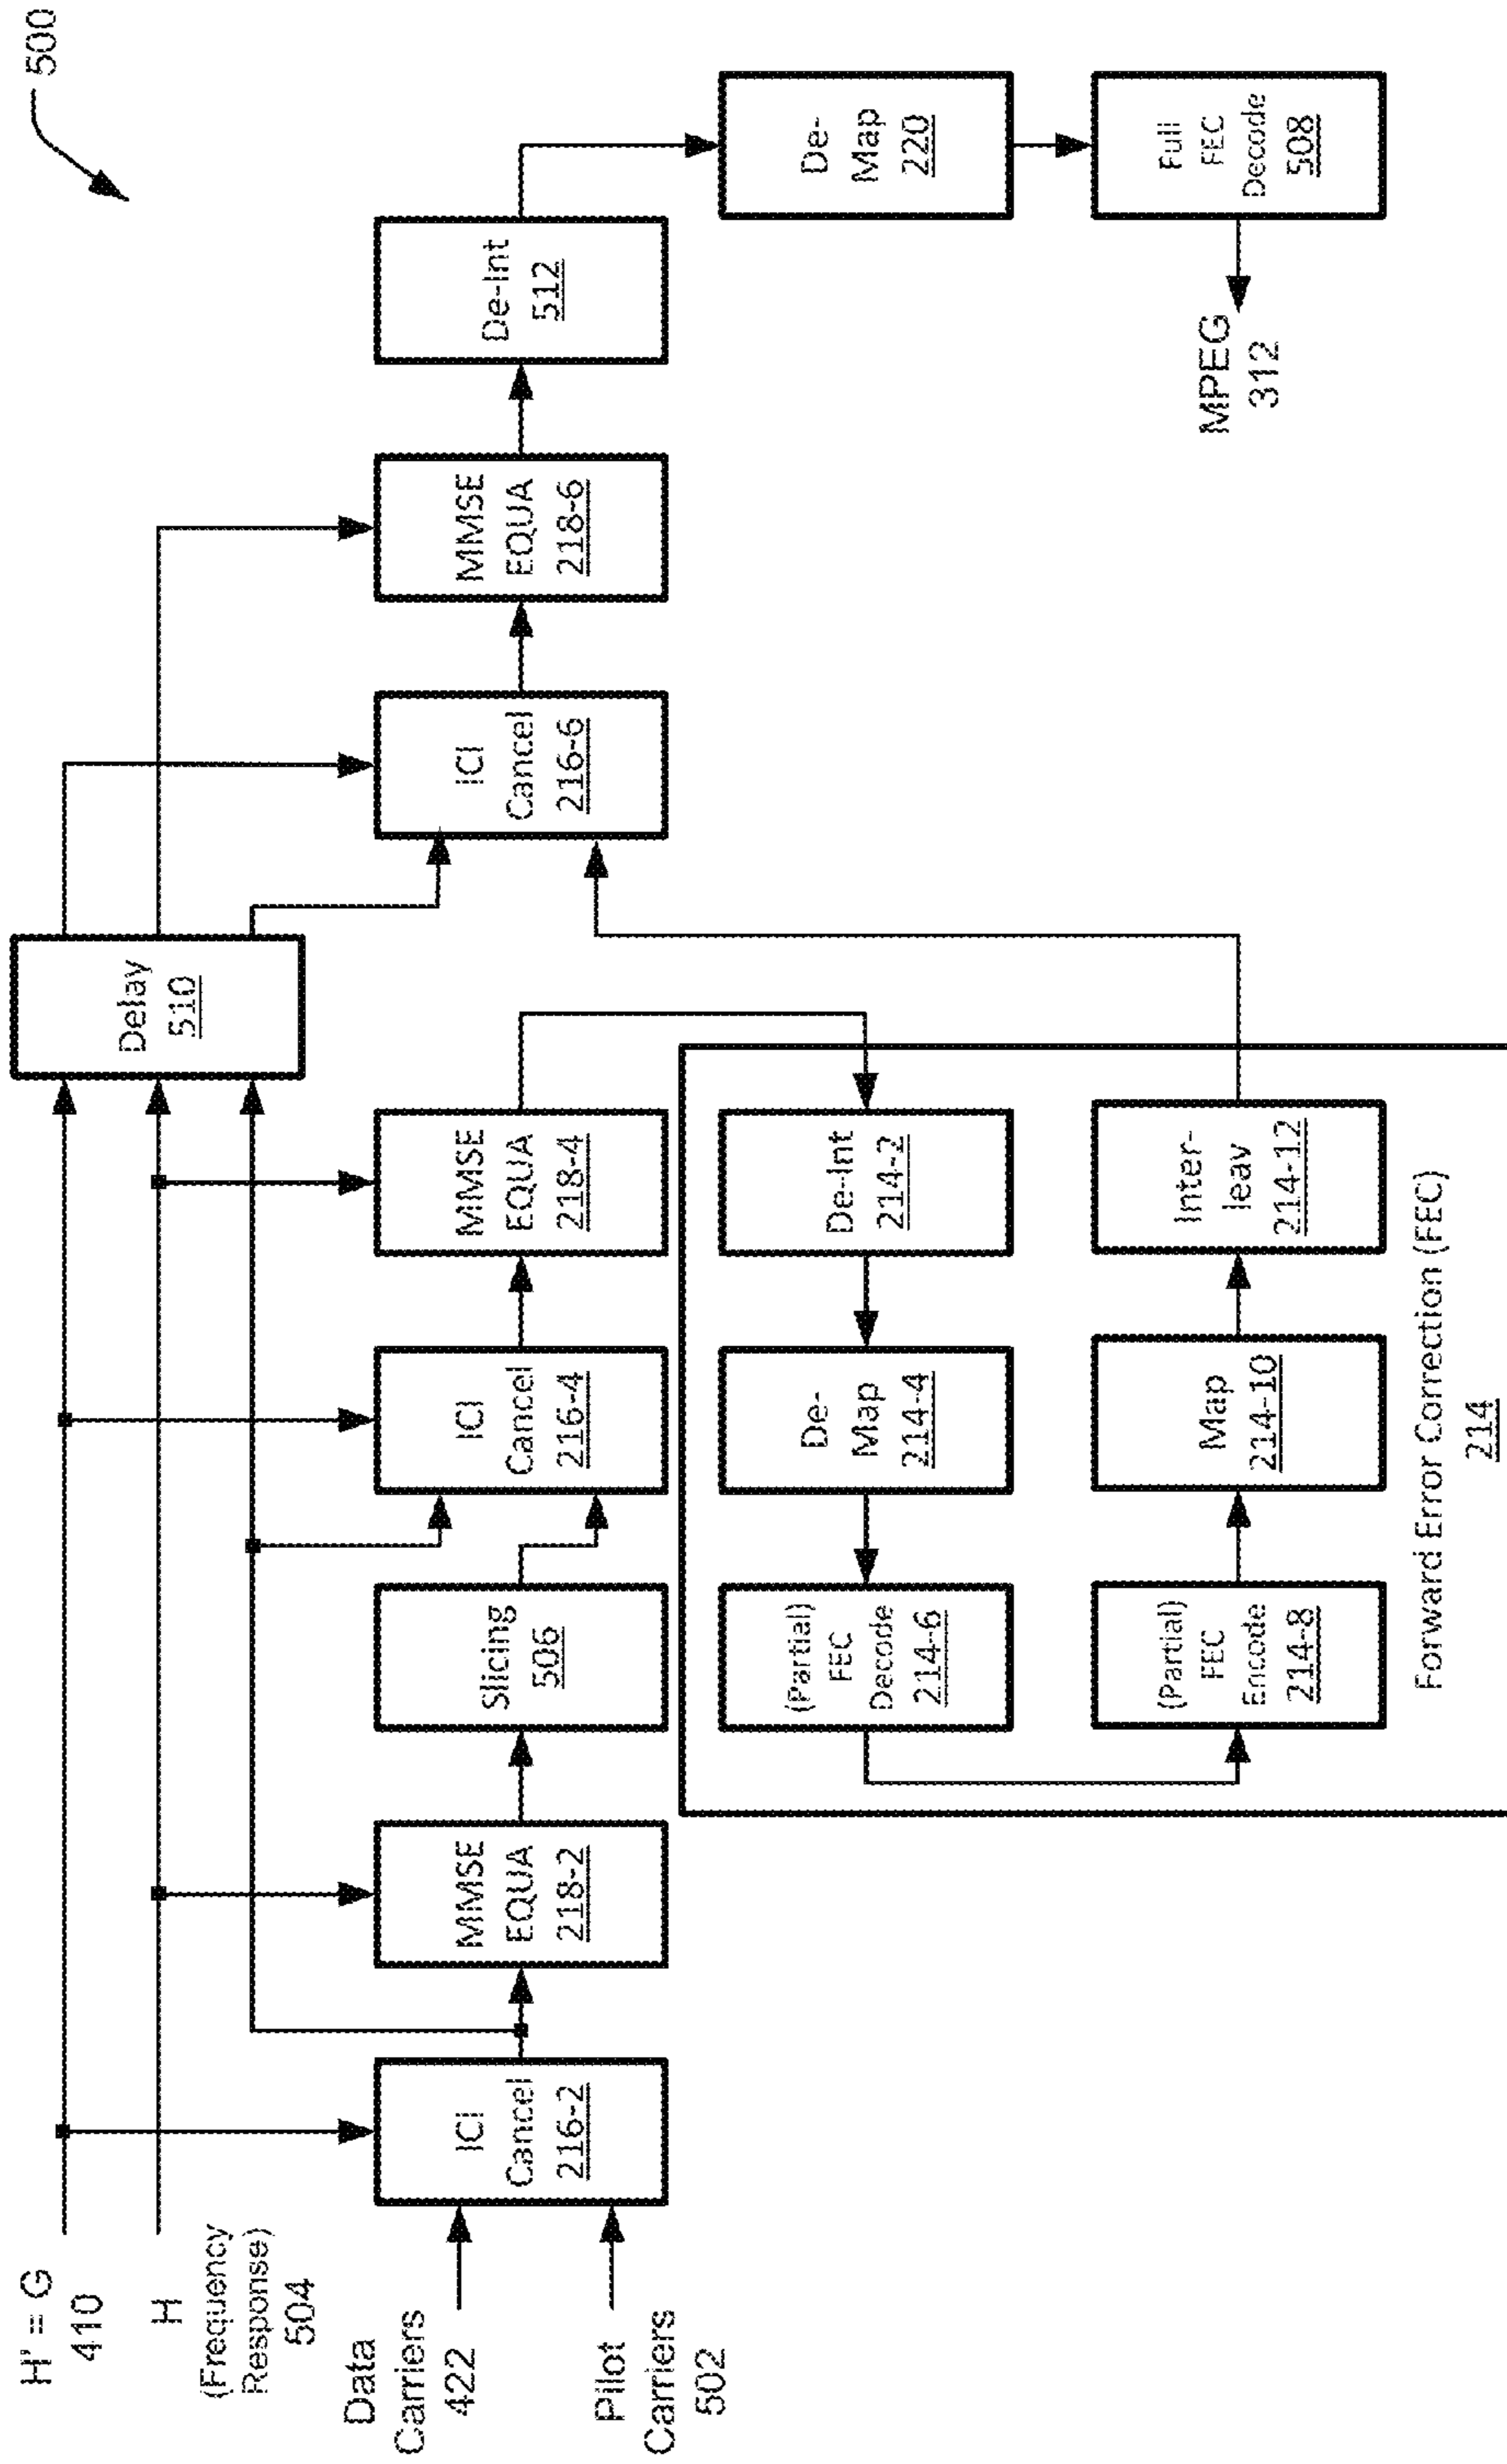 500
H' = G
410
H
(Frequency
Response)
504
Data
Carriers
422
Pilot
Carriers
502
ICI
Cancel
216-2
MMSE
EQUA
218-2
Slicing
506
ICI
Cancel
216-4
MMSE
EQUA
218-4
Delay
510
ICI
Cancel
216-6
MMSE
EQUA
218-6
De-Int
512
De-
Map
220
Full
FEC
Decode
508
MPEG
312
De-Int
214-2
De-
Map
214-4
(Partial)
FEC
Decode
214-6
(Partial)
FEC
Encode
214-8
Map
214-10
Inter-
leav
214-12
Forward Error Correction (FEC)
214